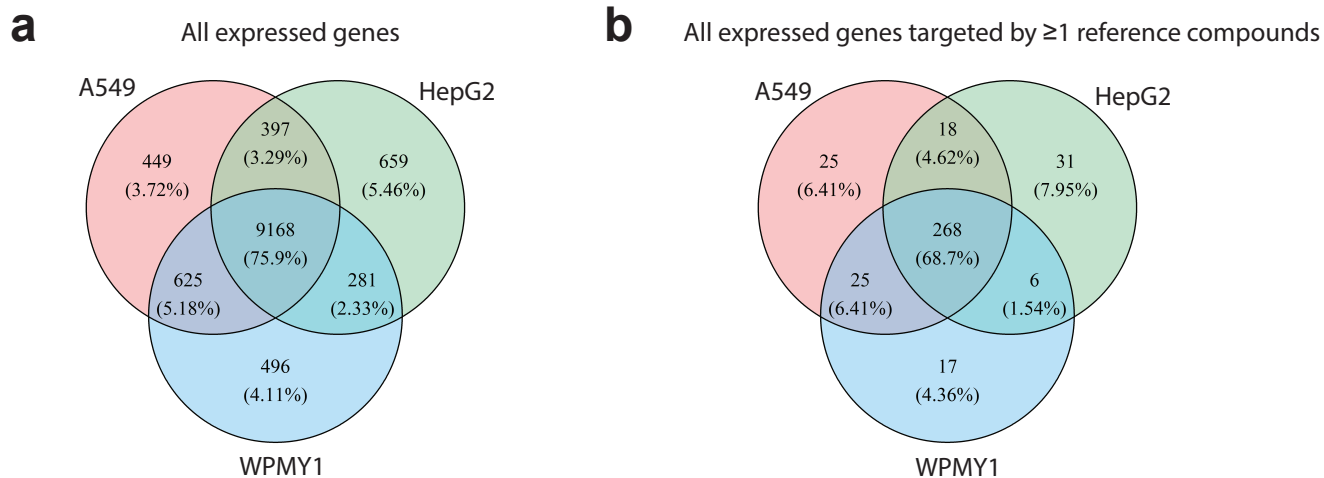 a
All expressed genes
A549
HepG2
397
(3.29%)
449
(3.72%)
659
(5.46%)
9168
(75.9%)
625
(5.18%)
281
(2.33%)
496
(4.11%)
WPMY1
b
All expressed genes targeted by ≥1 reference compounds
A549
HepG2
18
(4.62%)
25
(6.41%)
31
(7.95%)
268
(68.7%)
25
(6.41%)
6
(1.54%)
17
(4.36%)
WPMY1